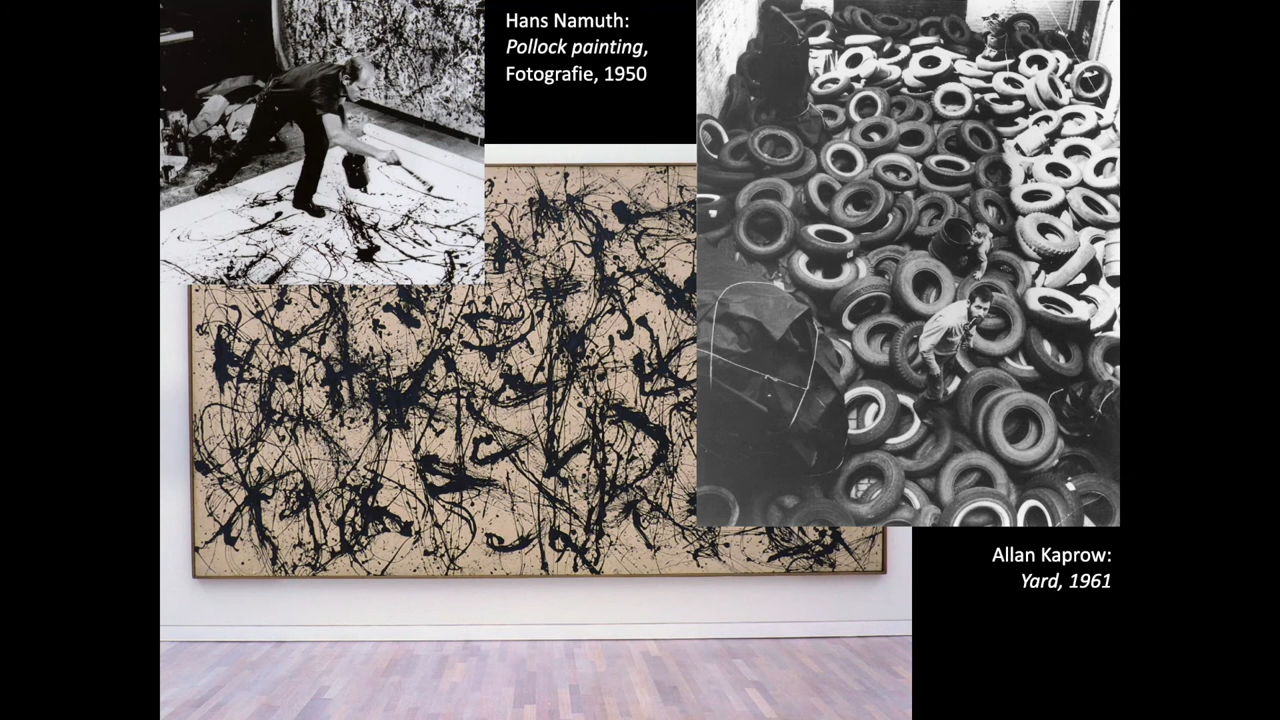 Hans Namuth:
Pollock painting,
Fotografie, 1950
Allan Kaprow:
Yard, 1961